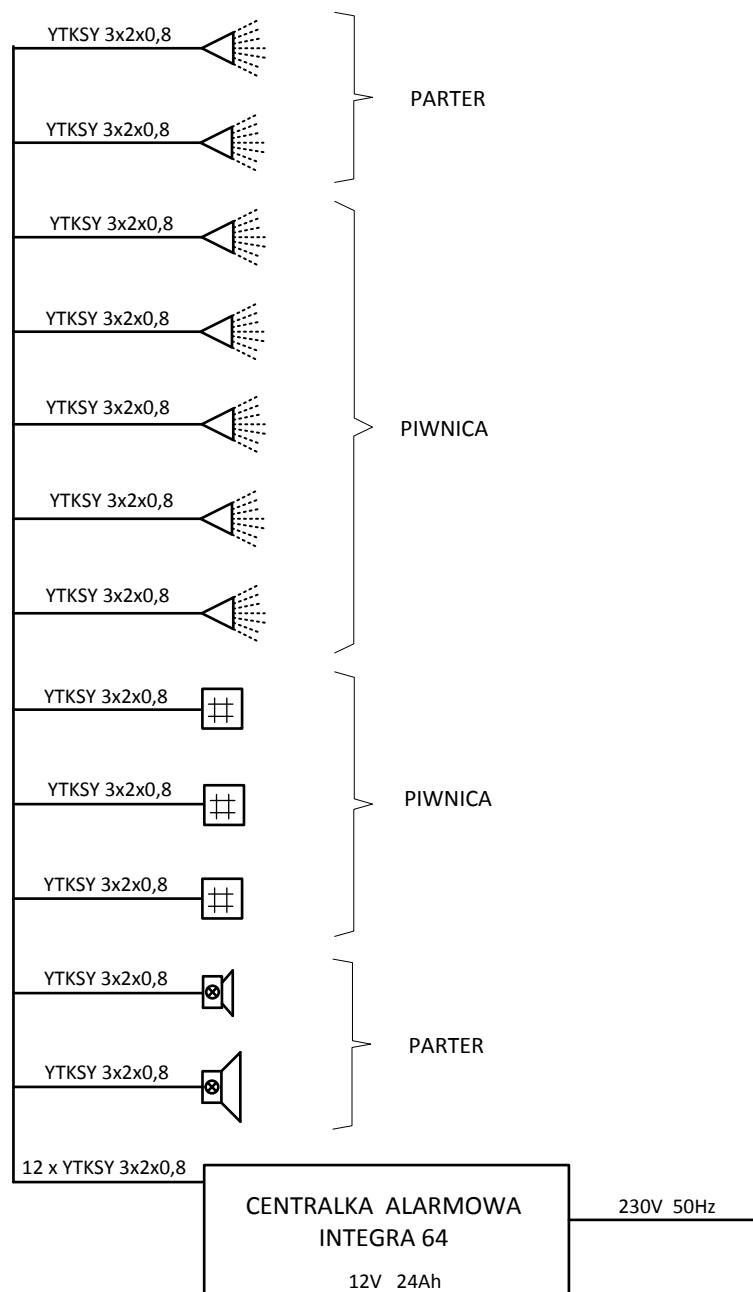 YTKSY 3x2x0,8
PARTER
YTKSY 3x2x0,8
YTKSY 3x2x0,8
YTKSY 3x2x0,8
YTKSY 3x2x0,8
PIWNICA
YTKSY 3x2x0,8
YTKSY 3x2x0,8
YTKSY 3x2x0,8
YTKSY 3x2x0,8
PIWNICA
YTKSY 3x2x0,8
YTKSY 3x2x0,8
PARTER
YTKSY 3x2x0,8
12 x YTKSY 3x2x0,8
CENTRALKA ALARMOWA
INTEGRA 64
230V 50Hz
12V 24Ah